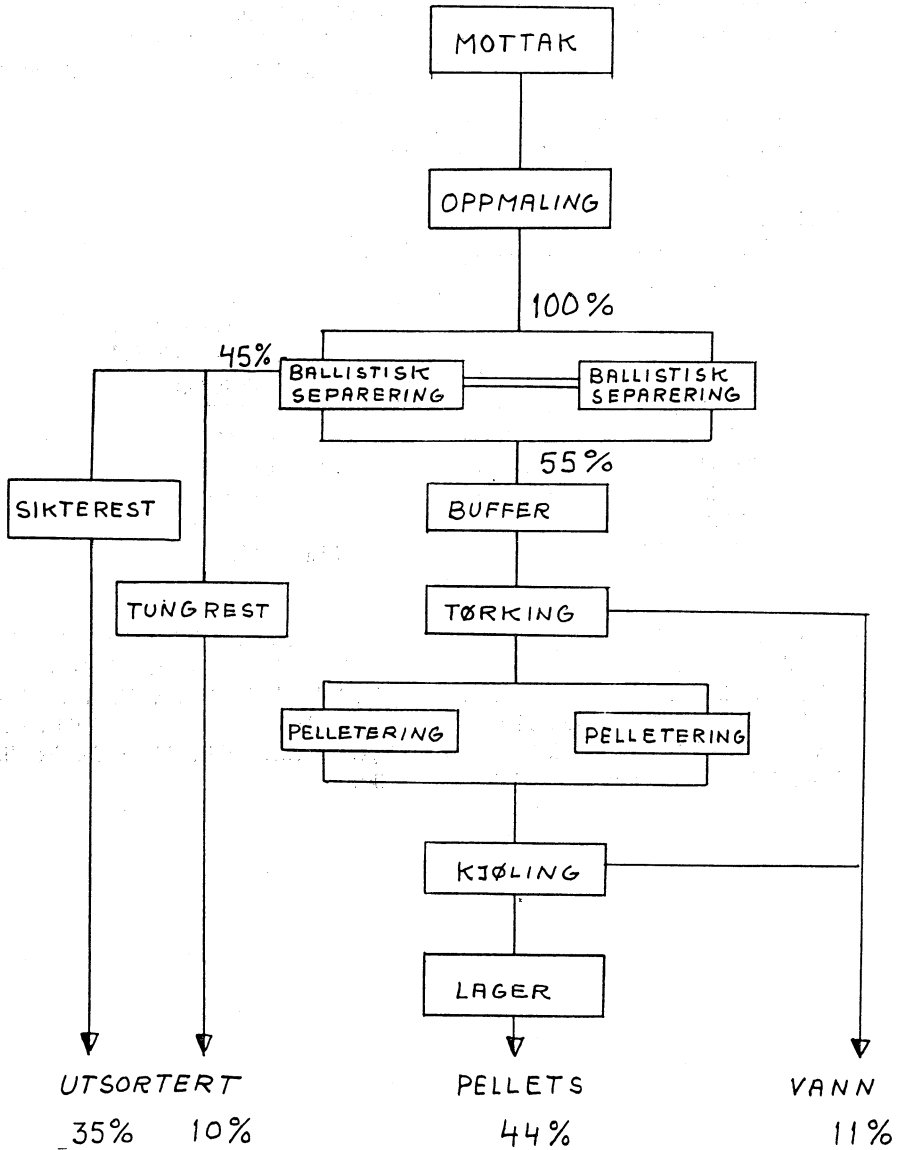 MOTTAK
OPPMALING
100%
45%
BALLISTISK
SEPARERING
BALLISTISK
SEPARERING
55%
SIKTEREST
BUFFER
TUNGREST
TØRKING
PELLETERING
PELLETERING
KJØLING
LAGER
UTSORTERT
PELLETS
VANN
35%
10%
44%
11%